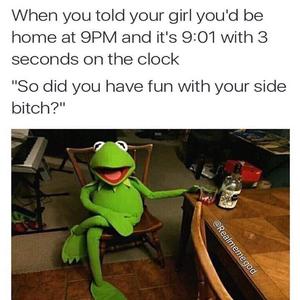 When you told your girl you'd be
home at 9PM and it's 9:01 with 3
seconds on the clock
"So did you have fun with your side
bitch?"
@Realmemegod